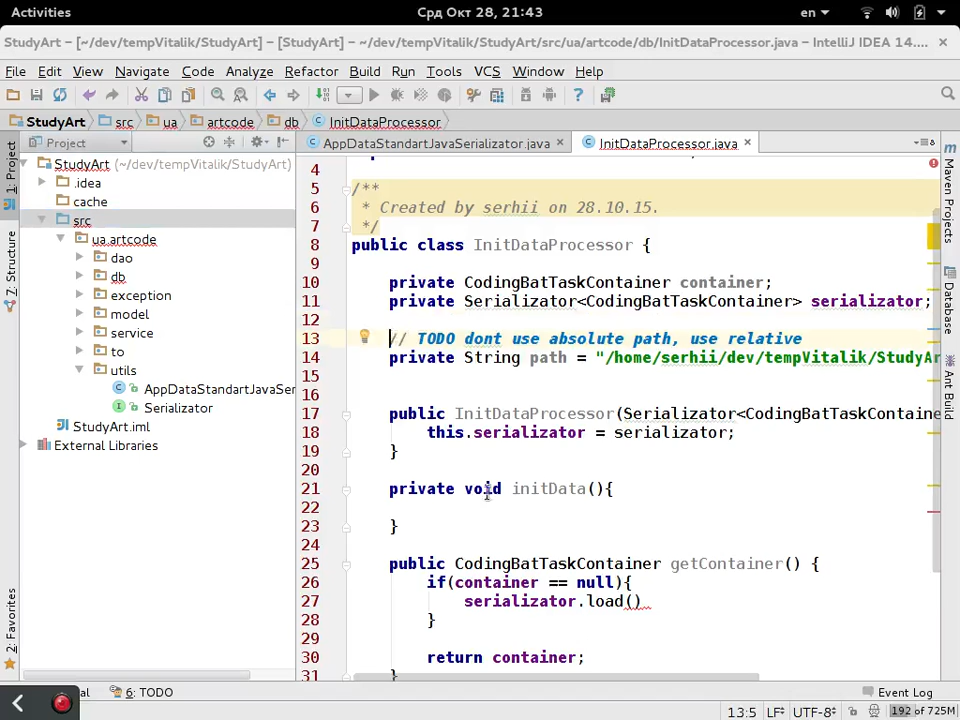 Activities
Срд Окт 28, 21:43
en
StudyArt – [~/dev/tempVitalik/StudyArt] – [StudyArt] – ~/dev/tempVitalik/StudyArt/src/ua/artcode/db/InitDataProcessor.java – IntelliJ IDEA 14....
File Edit View Navigate Code Analyze Refactor Build Run Tools VCS Window Help
StudyArt src ua artcode db InitDataProcessor
Project
AppDataStandartJavaSerializator.java
InitDataProcessor.java
StudyArt (~/dev/tempVitalik/StudyArt)
.idea
cache
src
ua.artcode
dao
db
exception
model
service
to
utils
AppDataStandartJavaSer
Serializator
StudyArt.iml
External Libraries
1: Project
7: Structure
2: Favorites
4
5 /**
6 * Created by serhii on 28.10.15.
7 */
8 public class InitDataProcessor {
9
10 private CodingBatTaskContainer container;
11 private Serializator<CodingBatTaskContainer> serializator;
12
13 // TODO dont use absolute path, use relative
14 private String path = "/home/serhii/dev/tempVitalik/StudyAr
15
16
17 public InitDataProcessor(Serializator<CodingBatTaskContaine
18 this.serializator = serializator;
19 }
20
21 private void initData(){
22
23 }
24
25 public CodingBatTaskContainer getContainer() {
26 if(container == null){
27 serializator.load()
28 }
29
30 return container;
31 }
Maven Projects
Database
Ant Build
al
6: TODO
Event Log
13:5 LF UTF-8 192 of 725M